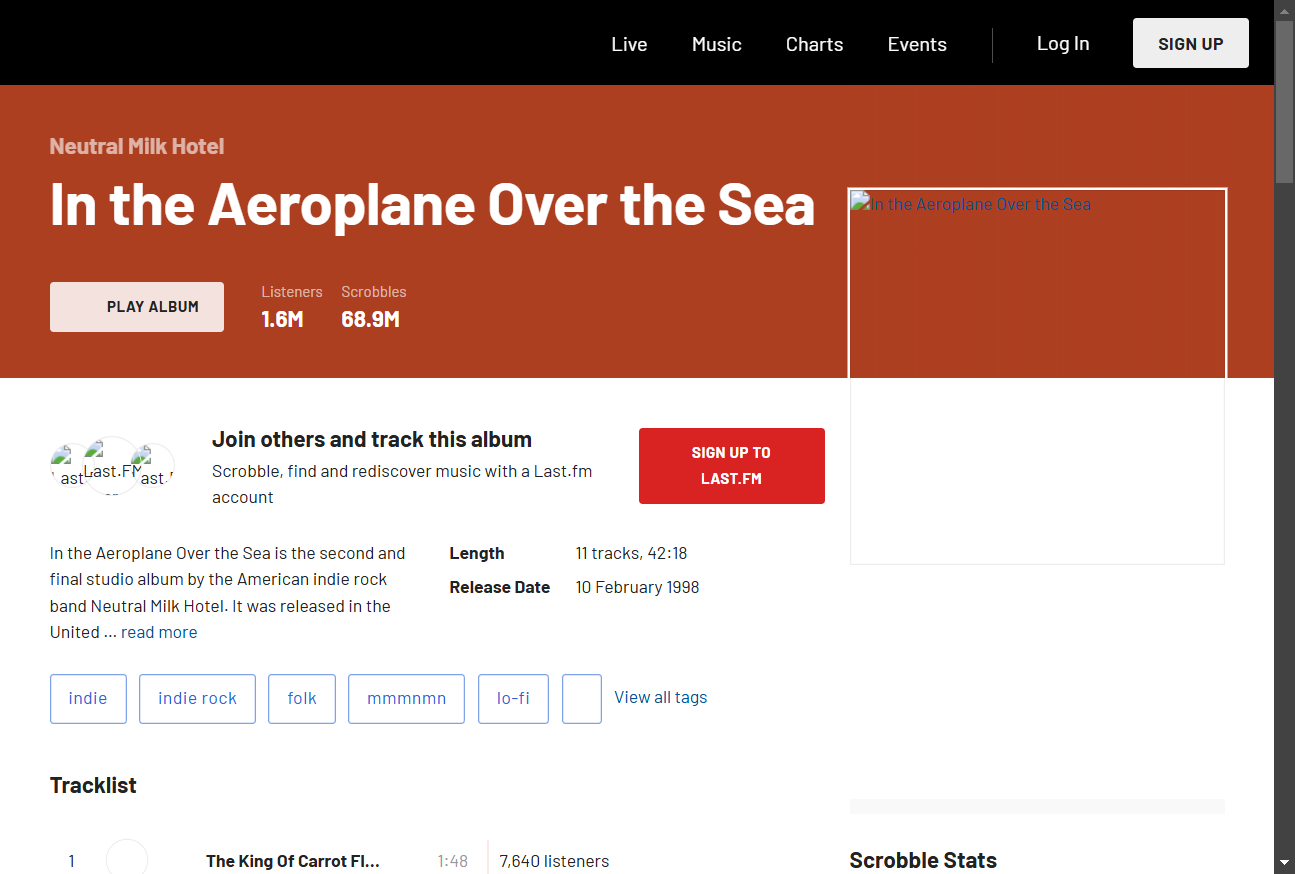 Live Music Charts Events Log In SIGN UP
Neutral Milk Hotel
In the Aeroplane Over the Sea
In the Aeroplane Over the Sea
PLAY ALBUM
Listeners
1.6M
Scrobbles
68.9M
Last.FM
Join others and track this album
Scrobble, find and rediscover music with a Last.fm
account
SIGN UP TO
LAST.FM
In the Aeroplane Over the Sea is the second and
final studio album by the American indie rock
band Neutral Milk Hotel. It was released in the
United … read more
Length 11 tracks, 42:18
Release Date 10 February 1998
indie indie rock folk mmmnmn lo-fi View all tags
Tracklist
1 The King Of Carrot Fl... 1:48 7,640 listeners
Scrobble Stats